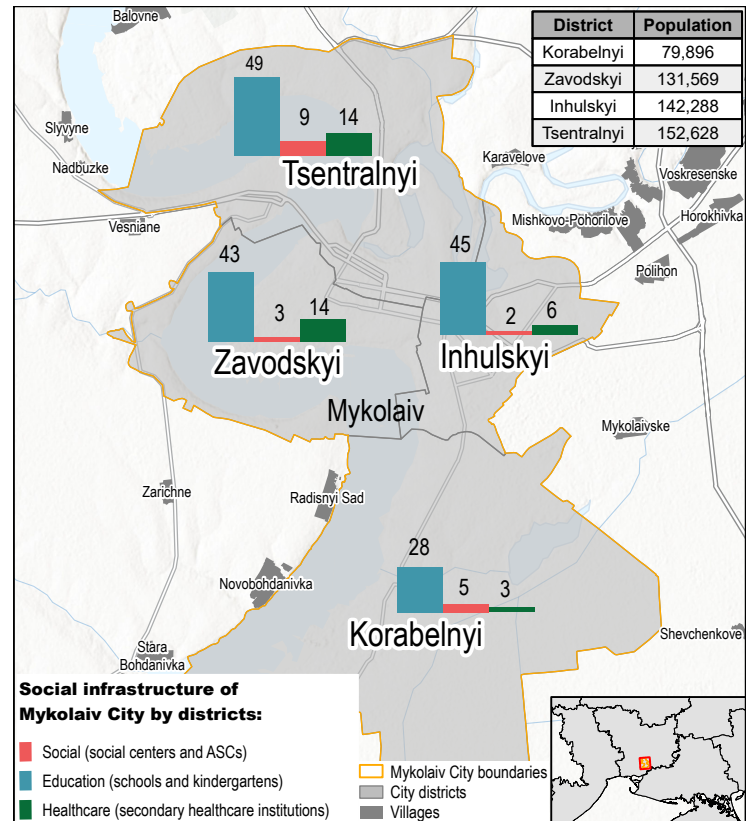 Balovne
District Population
Korabelnyi 79,896
Zavodskyi 131,569
Inhulskyi 142,288
Tsentralnyi 152,628
49
9
14
Tsentralnyi
Slyvyne
Nadbuzke
Karavelove
Voskresenske
Mishkovo-Pohorilove
Horokhivka
Vesniane
Polihon
43
3
14
Zavodskyi
45
2
6
Inhulskyi
Mykolaiv
Mykolaivske
Zarichne
Radisnyi Sad
Novobohdanivka
28
5
3
Korabelnyi
Shevchenkove
Stara
Bohdanivka
Social infrastructure of
Mykolaiv City by districts:
Social (social centers and ASCs)
Education (schools and kindergartens)
Healthcare (secondary healthcare institutions)
Mykolaiv City boundaries
City districts
Villages